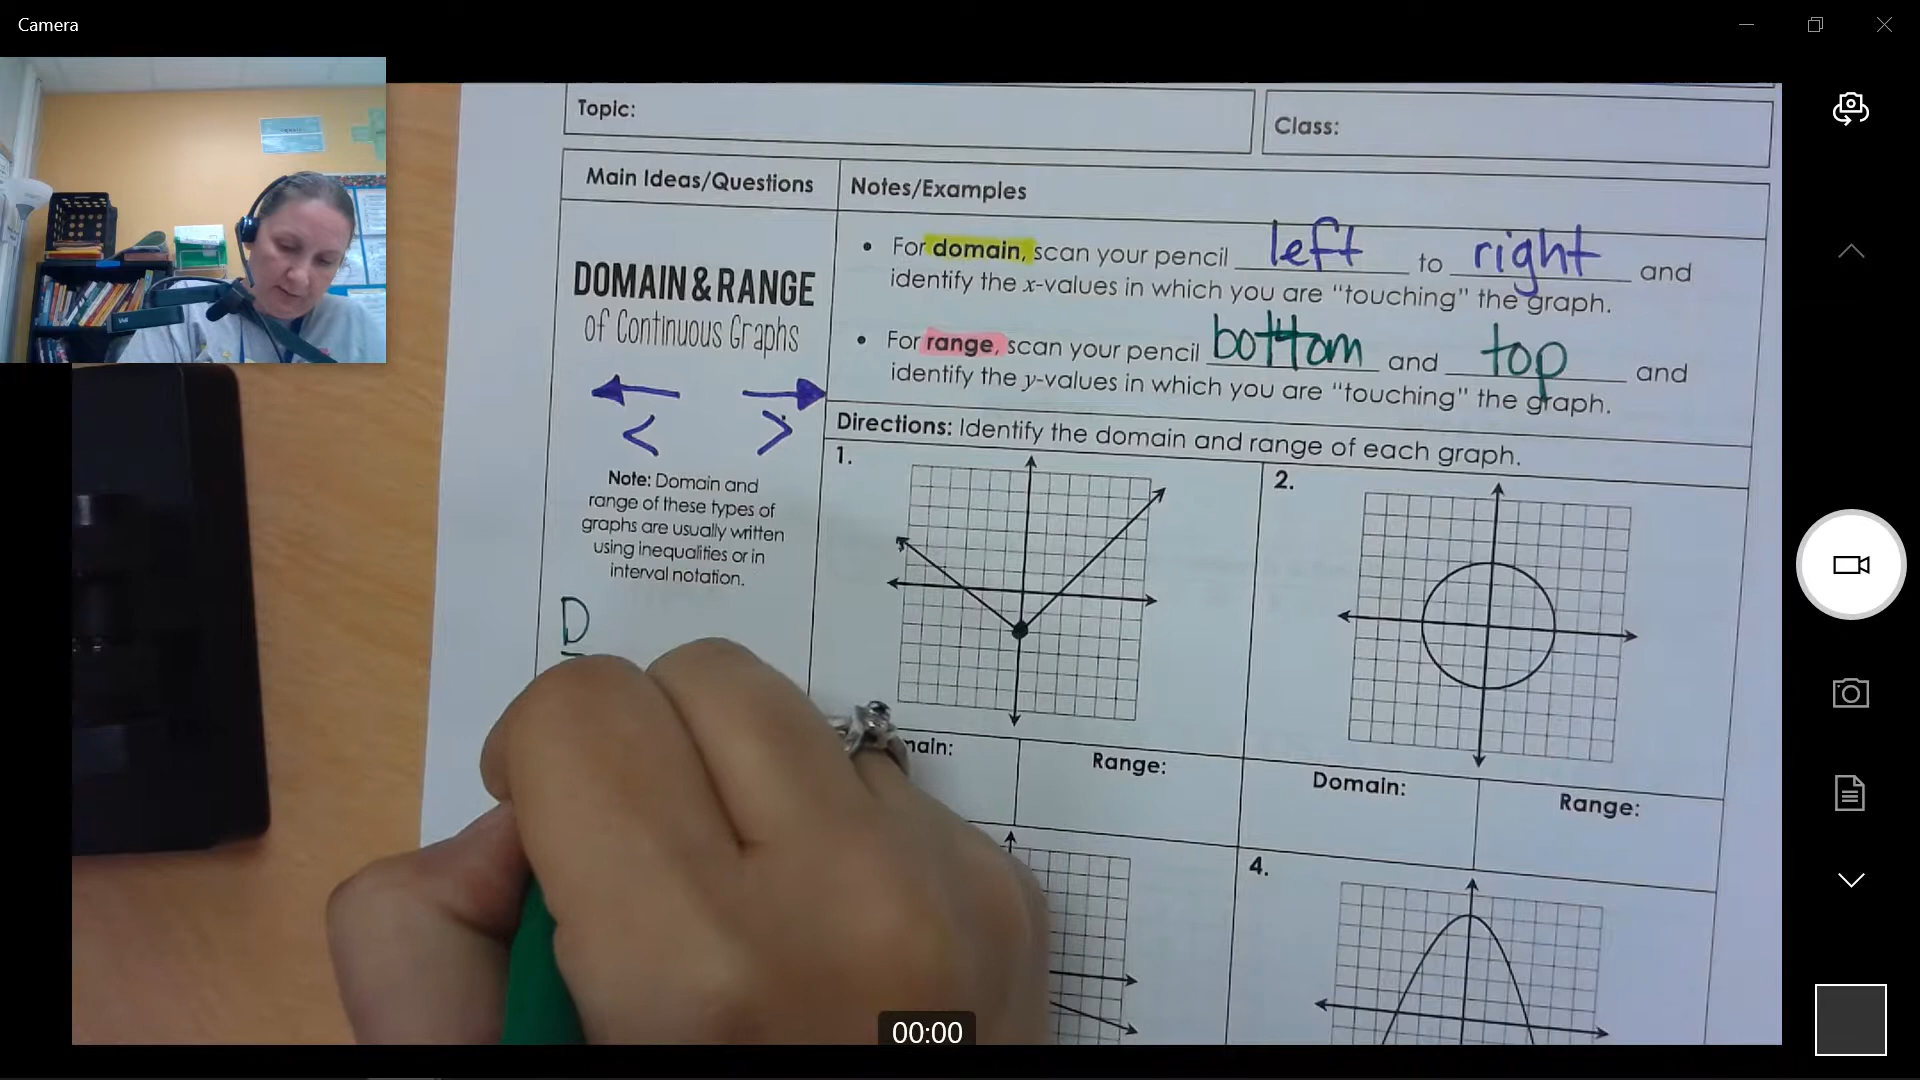 Camera
Topic:
Class:
Main Ideas/Questions
Notes/Examples
DOMAIN & RANGE
of Continuous Graphs
< >
Note: Domain and
range of these types of
graphs are usually written
using inequalities or in
interval notation.
D
• For domain, scan your pencil left to right and
identify the x-values in which you are "touching" the graph.
• For range, scan your pencil bottom and top and
identify the y-values in which you are "touching" the graph.
Directions: Identify the domain and range of each graph.
1.
2.
main:
Range:
Domain:
Range:
4.
00:00